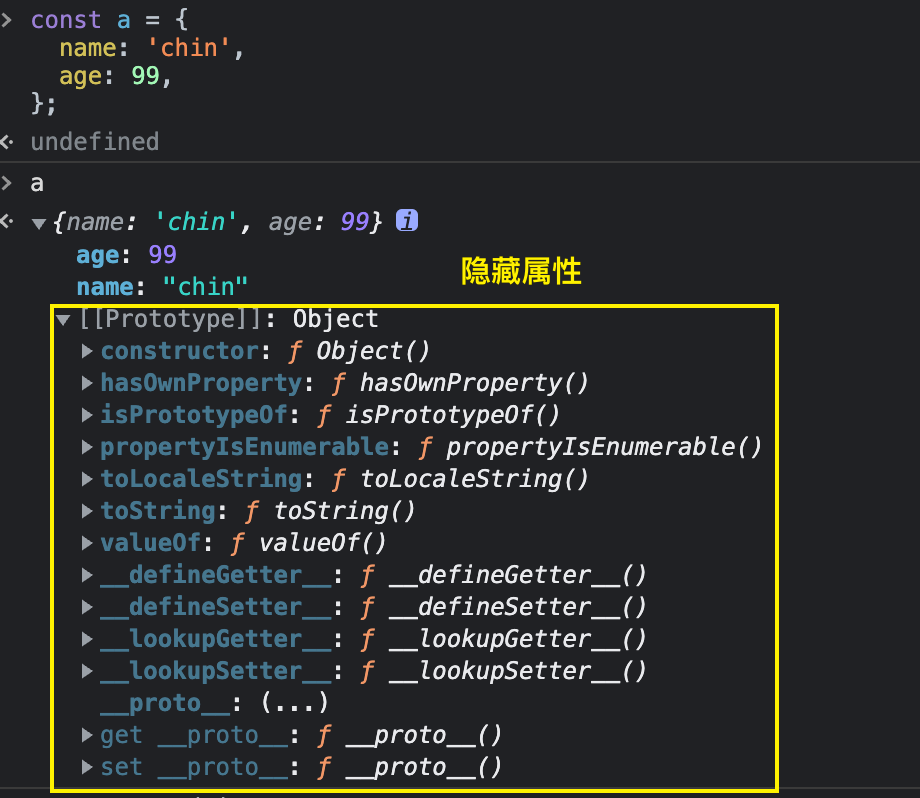 > const a = {
name: 'chin',
age: 99,
};
undefined
> a
▼{name: 'chin', age: 99} i
age: 99
隐藏属性
name: "chin"
▼[[Prototype]]: Object
▶constructor: ƒ Object()
▶hasOwnProperty: ƒ hasOwnProperty()
▶isPrototypeOf: ƒ isPrototypeOf()
▶propertyIsEnumerable: ƒ propertyIsEnumerable()
▶toLocaleString: ƒ toLocaleString()
▶toString: ƒ toString()
▶valueOf: ƒ valueOf()
▶__defineGetter__: ƒ __defineGetter__()
▶__defineSetter__: ƒ __defineSetter__()
▶__lookupGetter__: ƒ __lookupGetter__()
▶__lookupSetter__: ƒ __lookupSetter__()
__proto__: (...)
▶get __proto__: ƒ __proto__()
▶set __proto__: ƒ __proto__()